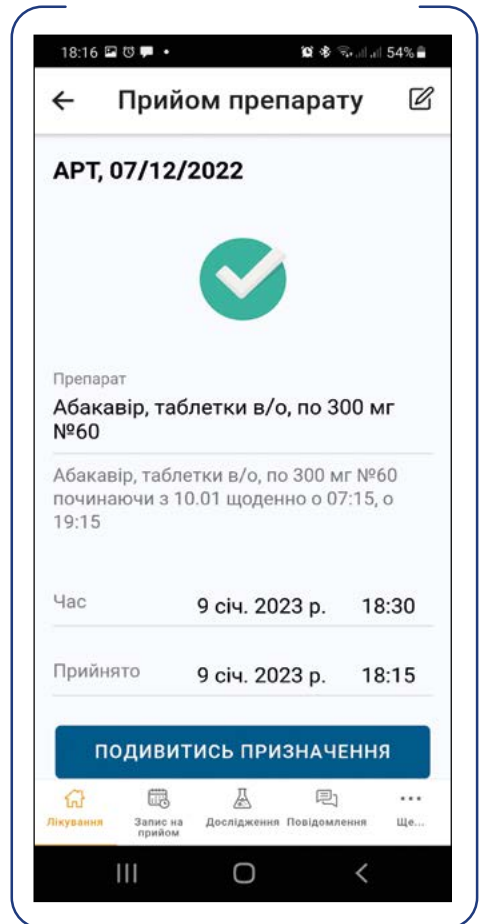 18:16 54%
Прийом препарату
АРТ, 07/12/2022
Препарат
Абакавір, таблетки в/о, по 300 мг
№60
Абакавір, таблетки в/о, по 300 мг №60
починаючи з 10.01 щоденно о 07:15, о
19:15
Час 9 січ. 2023 р. 18:30
Прийнято 9 січ. 2023 р. 18:15
ПОДИВИТИСЬ ПРИЗНАЧЕННЯ
Лікування Запис на прийом Дослідження Повідомлення Ще...